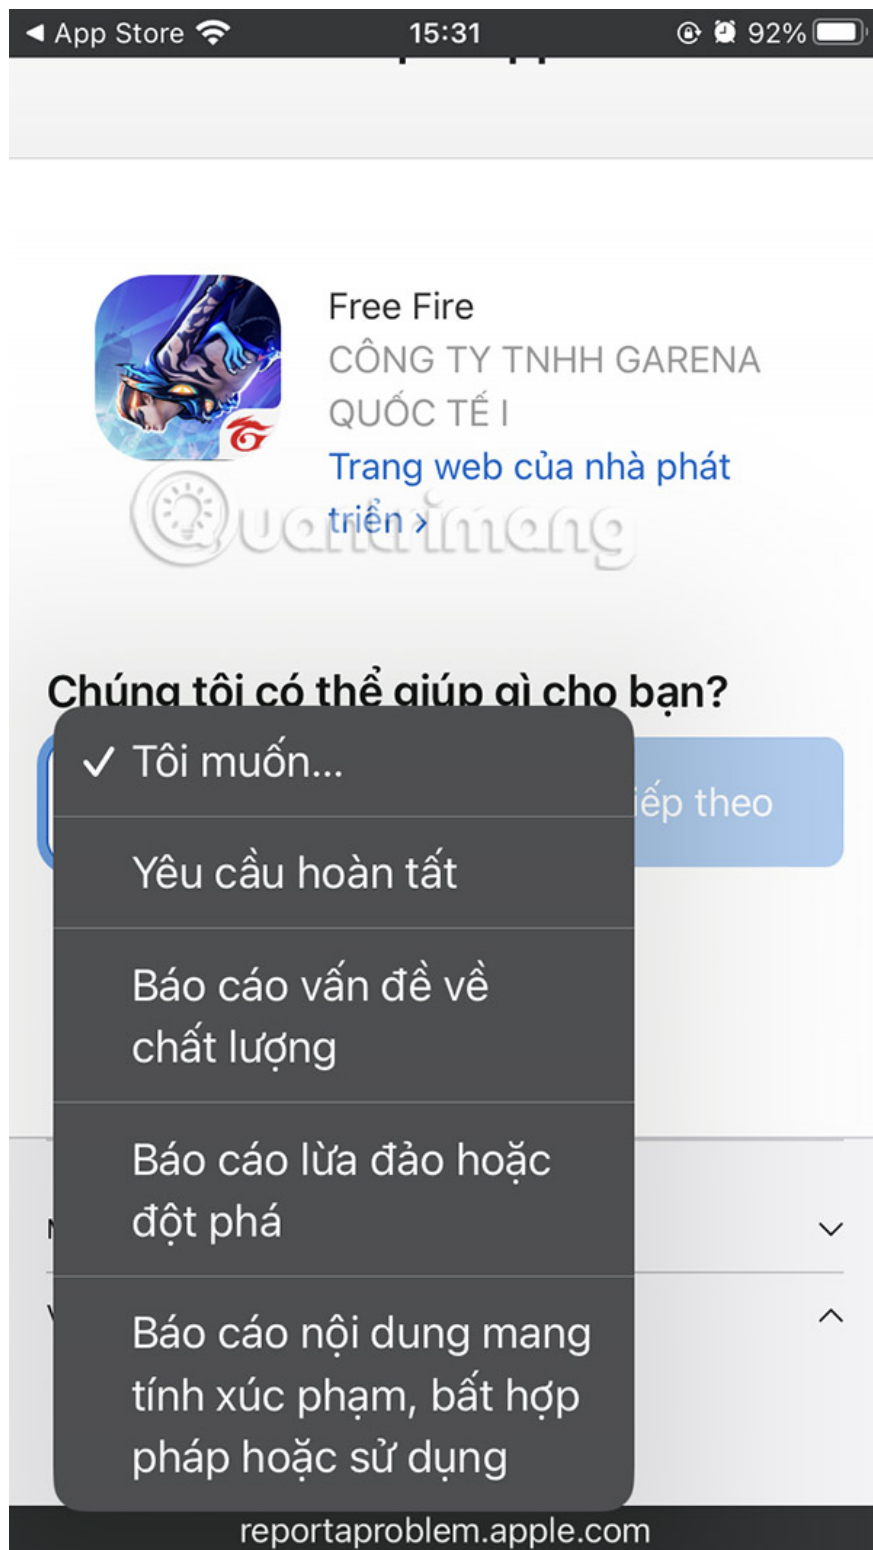 App Store
15:31
92%
Free Fire
CÔNG TY TNHH GARENA
QUỐC TẾ I
Trang web của nhà phát
triển ›
Quantrimang
Chúng tôi có thể giúp gì cho bạn?
Tôi muốn...
iếp theo
Yêu cầu hoàn tất
Báo cáo vấn đề về
chất lượng
Báo cáo lừa đảo hoặc
đột phá
Báo cáo nội dung mang
tính xúc phạm, bất hợp
pháp hoặc sử dụng
reportaproblem.apple.com